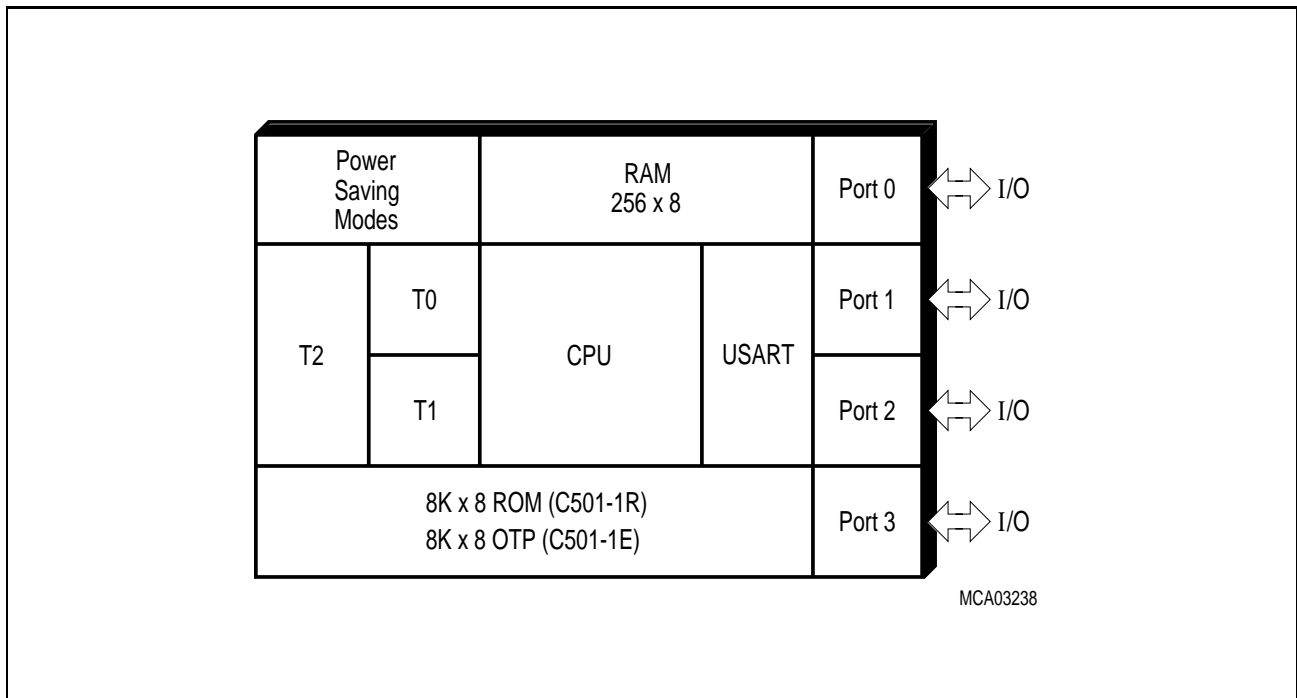 Power
Saving
Modes
RAM
256 x 8
Port 0
I/O
T2
T0
T1
CPU
USART
Port 1
I/O
Port 2
I/O
8K x 8 ROM (C501-1R)
8K x 8 OTP (C501-1E)
Port 3
I/O
MCA03238